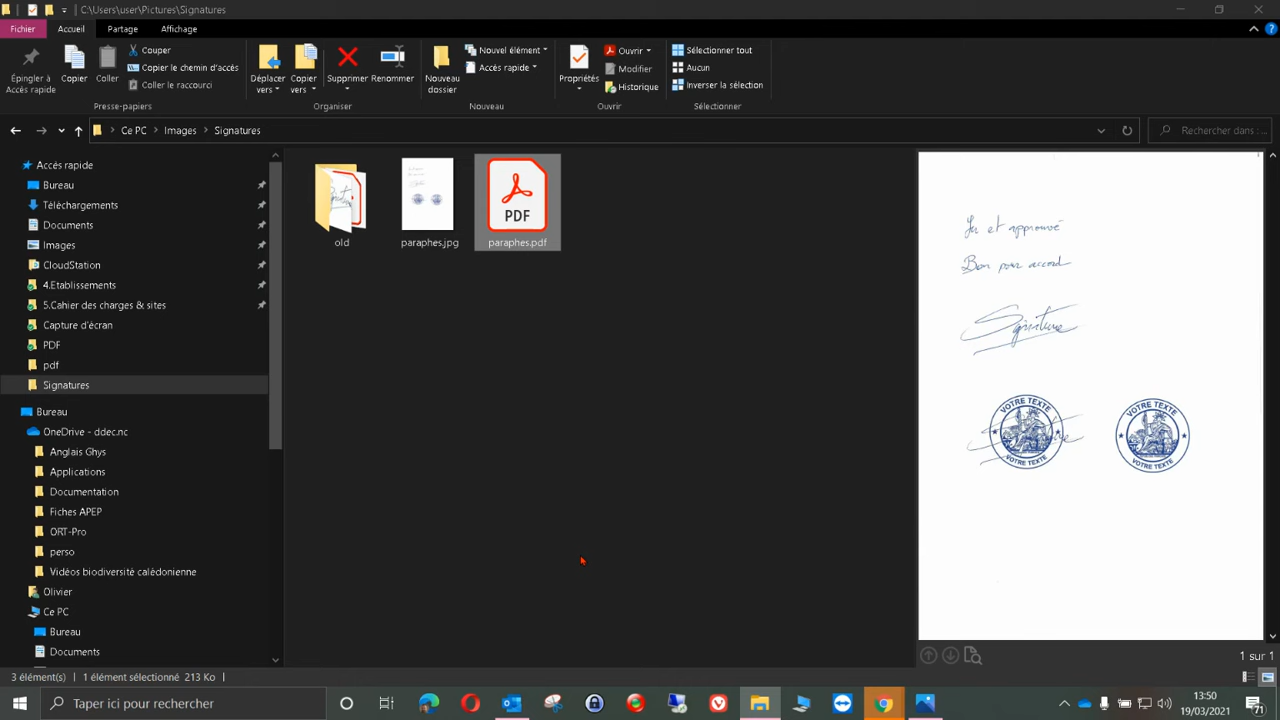 C:\Users\user\Pictures\Signatures
Fichier
Accueil
Partage
Affichage
Épingler à
Accès rapide
Copier
Coller
Couper
Copier le chemin d'accès
Coller le raccourci
Presse-papiers
Déplacer
vers
Copier
vers
Supprimer
Renommer
Organiser
Nouveau
dossier
Nouvel élément
Accès rapide
Nouveau
Propriétés
Ouvrir
Modifier
Historique
Ouvrir
Sélectionner tout
Aucun
Inverser la sélection
Sélectionner
Ce PC
Images
Signatures
Rechercher dans : ...
Accès rapide
Bureau
Téléchargements
Documents
Images
CloudStation
4.Etablissements
5.Cahier des charges & sites
Capture d'écran
PDF
pdf
Signatures
Bureau
OneDrive - ddec.nc
Anglais Ghys
Applications
Documentation
Fiches APEP
ORT-Pro
perso
Vidéos biodiversité calédonienne
Olivier
Ce PC
Bureau
Documents
old
paraphes.jpg
PDF
paraphes.pdf
Lu et approuvé
Bon pour accord
Signature
VOTRE TEXTE
VOTRE TEXTE
VOTRE TEXTE
VOTRE TEXTE
1 sur 1
3 élément(s)
1 élément sélectionné 213 Ko
Taper ici pour rechercher
13:50
19/03/2021
71